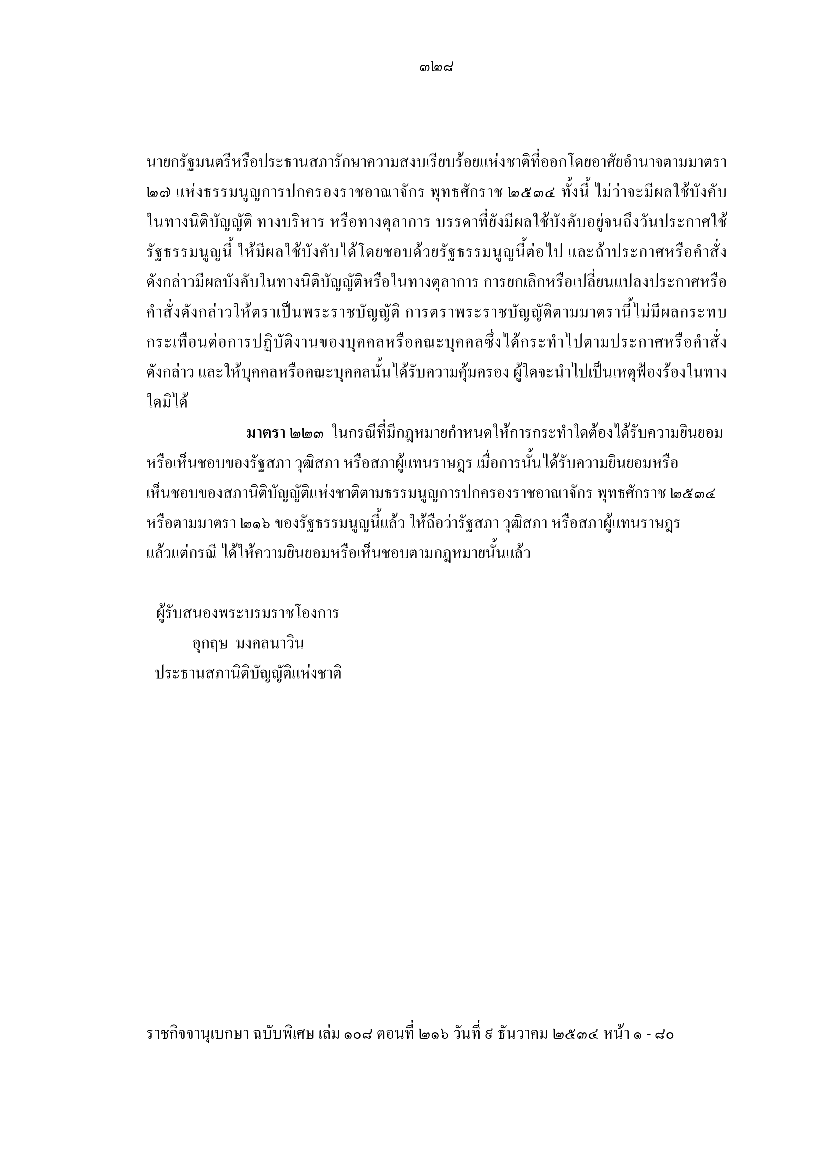 ๓๒๘
นายกรัฐมนตรีหรือประธานสภารักษาความสงบเรียบร้อยแห่งชาติที่ออกโดยอาศัยอำนาจตามมาตรา
๒๗ แห่งธรรมนูญการปกครองราชอาณาจักร พุทธศักราช ๒๕๓๔ ทั้งนี้ ไม่ว่าจะมีผลใช้บังคับ
ในทางนิติบัญญัติ ทางบริหาร หรือทางตุลาการ บรรดาที่ยังมีผลใช้บังคับอยู่จนถึงวันประกาศใช้
รัฐธรรมนูญนี้ ให้มีผลใช้บังคับได้โดยชอบด้วยรัฐธรรมนูญนี้ต่อไป และถ้าประกาศหรือคำสั่ง
ดังกล่าวมีผลบังคับในทางนิติบัญญัติหรือในทางตุลาการ การยกเลิกหรือเปลี่ยนแปลงประกาศหรือ
คำสั่งดังกล่าวให้ตราเป็นพระราชบัญญัติ การตราพระราชบัญญัติตามมาตรานี้ไม่มีผลกระทบ
กระเทือนต่อการปฏิบัติงานของบุคคลหรือคณะบุคคลซึ่งได้กระทำไปตามประกาศหรือคำสั่ง
ดังกล่าว และให้บุคคลหรือคณะบุคคลนั้นได้รับความคุ้มครอง ผู้ใดจะนำไปเป็นเหตุฟ้องร้องในทาง
ใดมิได้
มาตรา ๒๒๓ ในกรณีที่มีกฎหมายกำหนดให้การกระทำใดต้องได้รับความยินยอม
หรือเห็นชอบของรัฐสภา วุฒิสภา หรือสภาผู้แทนราษฎร เมื่อการนั้นได้รับความยินยอมหรือ
เห็นชอบของสภานิติบัญญัติแห่งชาติตามธรรมนูญการปกครองราชอาณาจักร พุทธศักราช ๒๕๓๔
หรือตามมาตรา ๒๑๖ ของรัฐธรรมนูญนี้แล้ว ให้ถือว่ารัฐสภา วุฒิสภา หรือสภาผู้แทนราษฎร
แล้วแต่กรณี ได้ให้ความยินยอมหรือเห็นชอบตามกฎหมายนั้นแล้ว
ผู้รับสนองพระบรมราชโองการ
อุกฤษ มงคลนาวิน
ประธานสภานิติบัญญัติแห่งชาติ
ราชกิจจานุเบกษา ฉบับพิเศษ เล่ม ๑๐๘ ตอนที่ ๒๑๖ วันที่ ๙ ธันวาคม ๒๕๓๔ หน้า ๑ - ๘๐